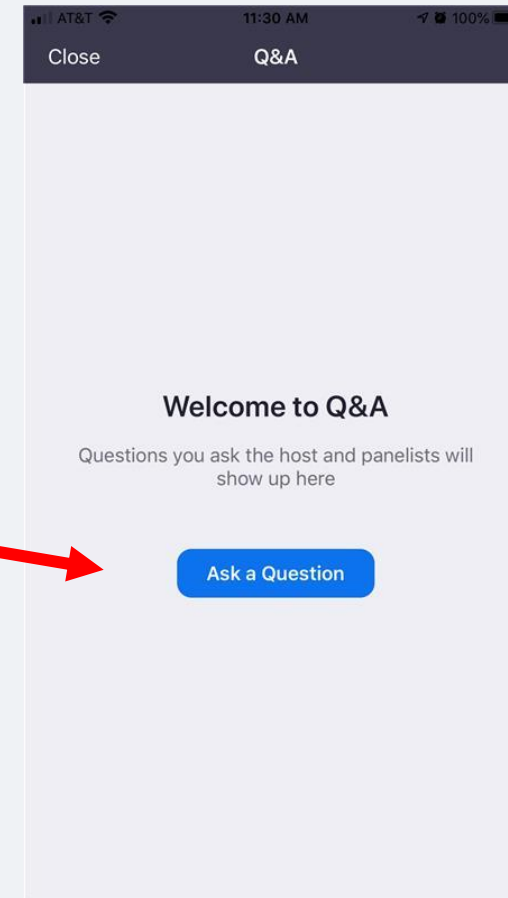 AT&T 11:30 AM 100%
Close Q&A
Welcome to Q&A
Questions you ask the host and panelists will
show up here
Ask a Question